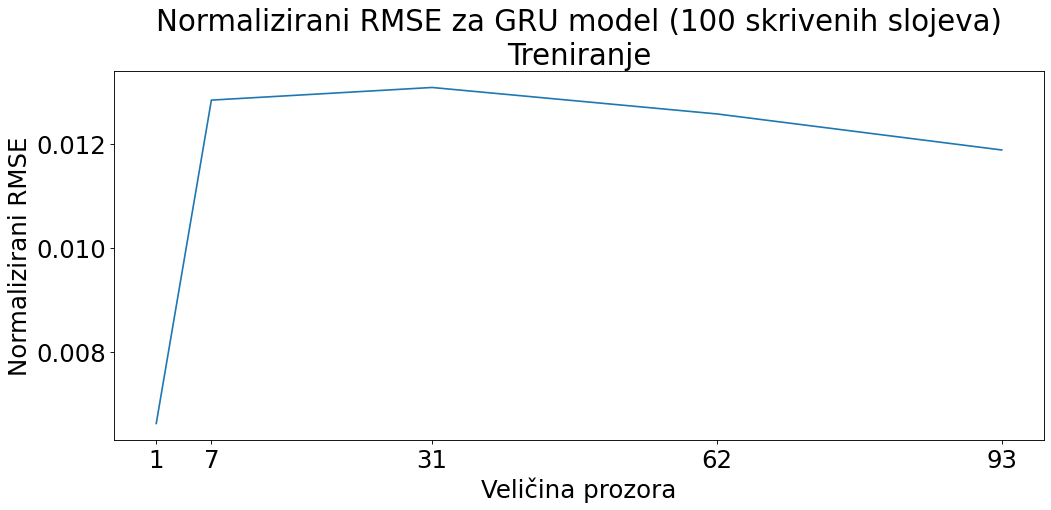 Normalizirani RMSE za GRU model (100 skrivenih slojeva)
Treniranje
Normalizirani RMSE
0.012
0.010
0.008
1 7 31 62 93
Veličina prozora